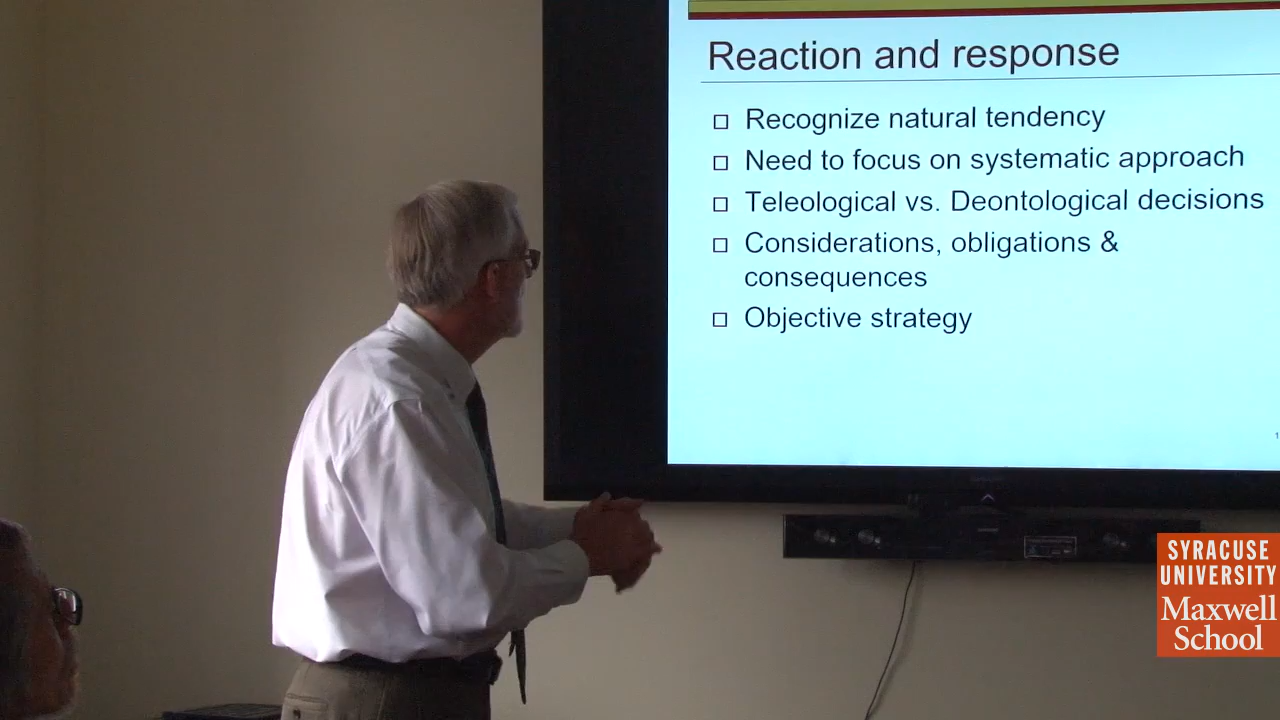 Reaction and response
□ Recognize natural tendency
□ Need to focus on systematic approach
□ Teleological vs. Deontological decisions
□ Considerations, obligations &
consequences
□ Objective strategy
SYRACUSE
UNIVERSITY
Maxwell
School